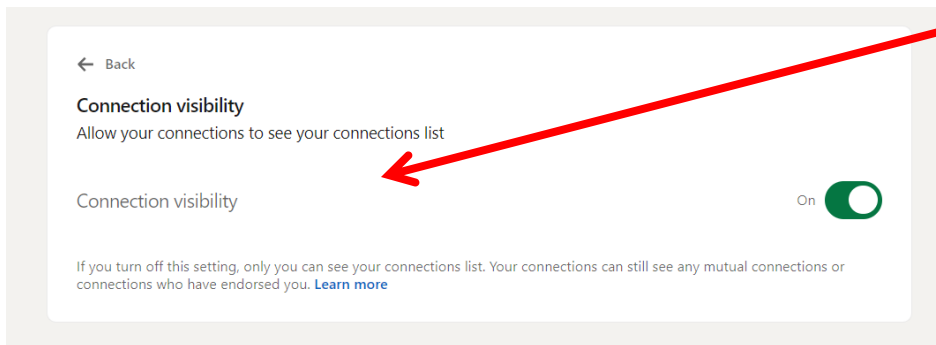 Back
Connection visibility
Allow your connections to see your connections list
Connection visibility
On
If you turn off this setting, only you can see your connections list. Your connections can still see any mutual connections or
connections who have endorsed you. Learn more